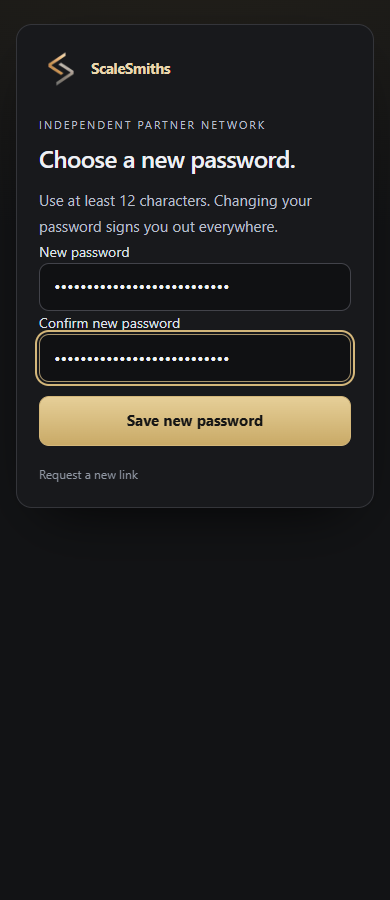 ScaleSmiths
INDEPENDENT PARTNER NETWORK
Choose a new password.
Use at least 12 characters. Changing your
password signs you out everywhere.
New password
•••••••••••••••••••••••••••
Confirm new password
•••••••••••••••••••••••••••
Save new password
Request a new link